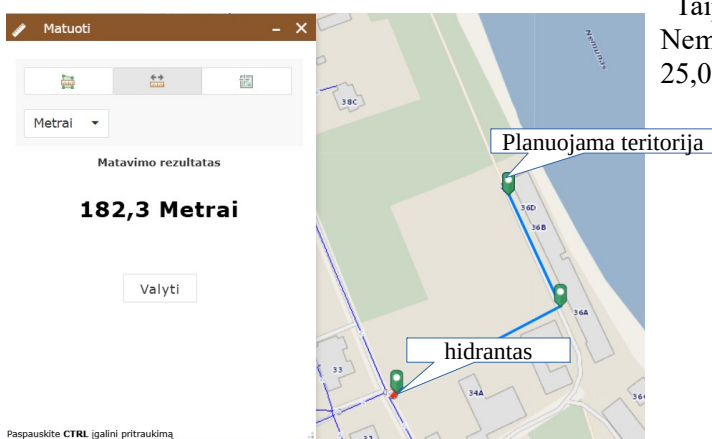 Matuoti
Metrai
Matavimo rezultatas
182,3 Metrai
Valyti
Paspauskite CTRL įgalini pritraukimą
Nemunas
38C
Planuojama teritorija
36D
36B
36A
hidrantas
33
34A
Nem
25,0